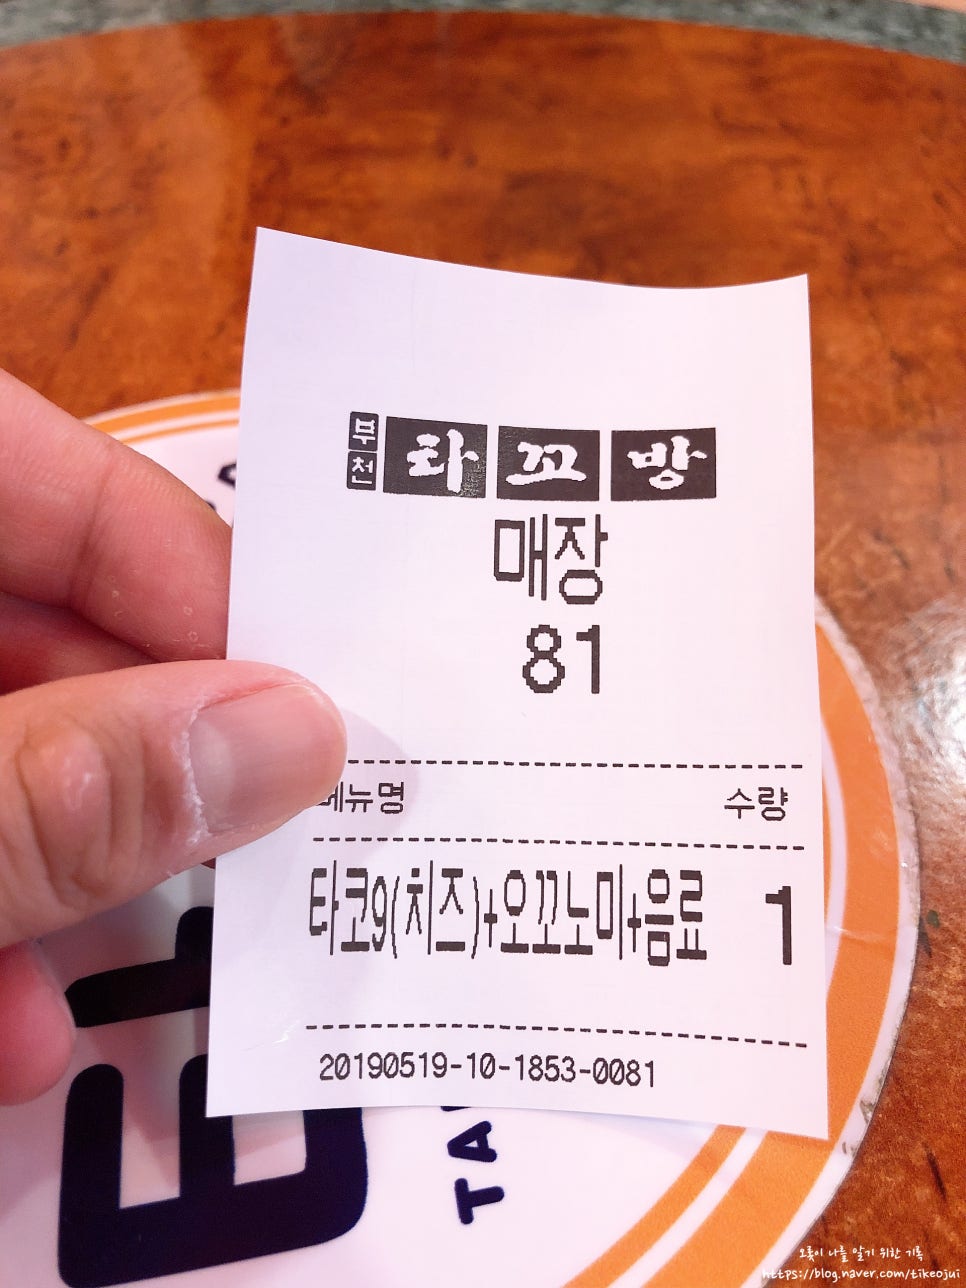 부천 타꼬방
매장
81
메뉴명 수량
타코9(치즈)+오꼬노미+음료 1
20190519-10-1853-0081
TA
오롯이 나를 알기 위한 기록
https://blog.naver.com/tikeojui